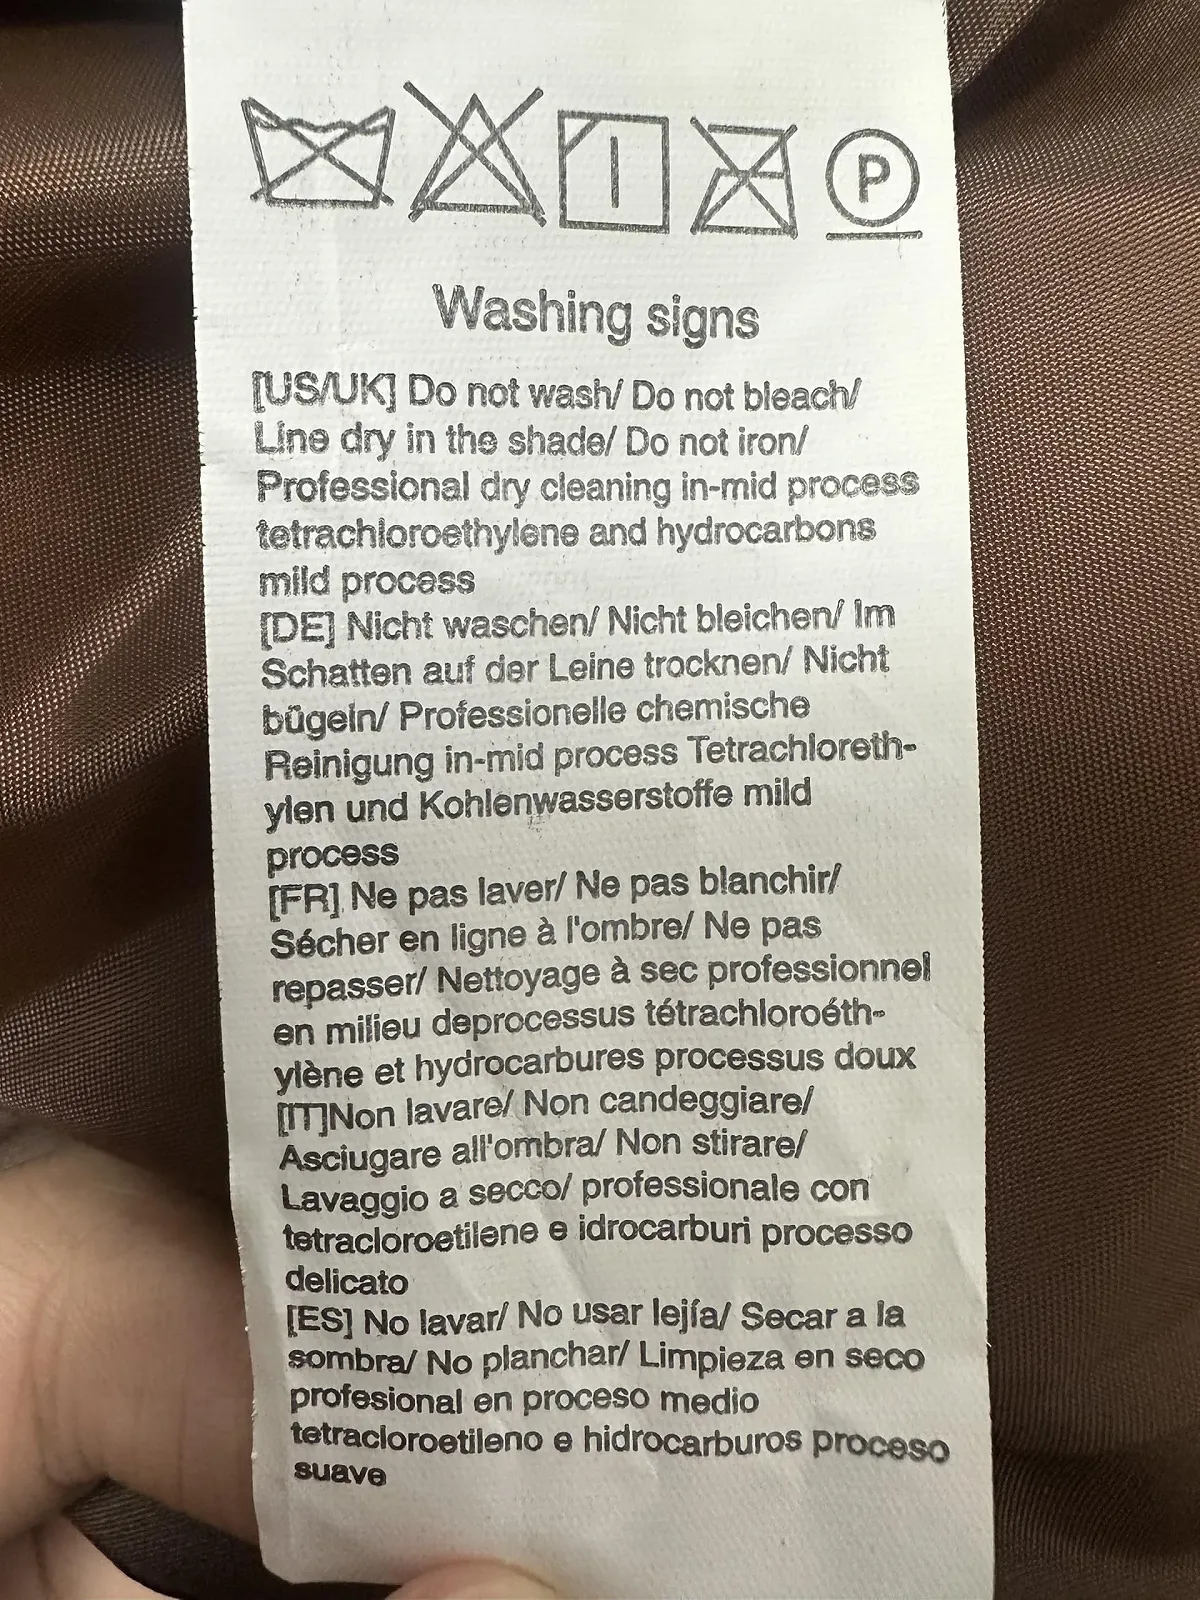 P
Washing signs
[US/UK] Do not wash/ Do not bleach/
Line dry in the shade/ Do not iron/
Professional dry cleaning in-mid process
tetrachloroethylene and hydrocarbons
mild process
[DE] Nicht waschen/ Nicht bleichen/ Im
Schatten auf der Leine trocknen/ Nicht
bügeln/ Professionelle chemische
Reinigung in-mid process Tetrachloreth-
ylen und Kohlenwasserstoffe mild
process
[FR] Ne pas laver/ Ne pas blanchir/
Sécher en ligne à l'ombre/ Ne pas
repasser/ Nettoyage à sec professionnel
en milieu deprocessus tétrachloroéth-
ylène et hydrocarbures processus doux
[IT]Non lavare/ Non candeggiare/
Asciugare all'ombra/ Non stirare/
Lavaggio a secco/ professionale con
tetracloroetilene e idrocarburi processo
delicato
[ES] No lavar/ No usar lejía/ Secar a la
sombra/ No planchar/ Limpieza en seco
profesional en proceso medio
tetracloroetileno e hidrocarburos proceso
suave